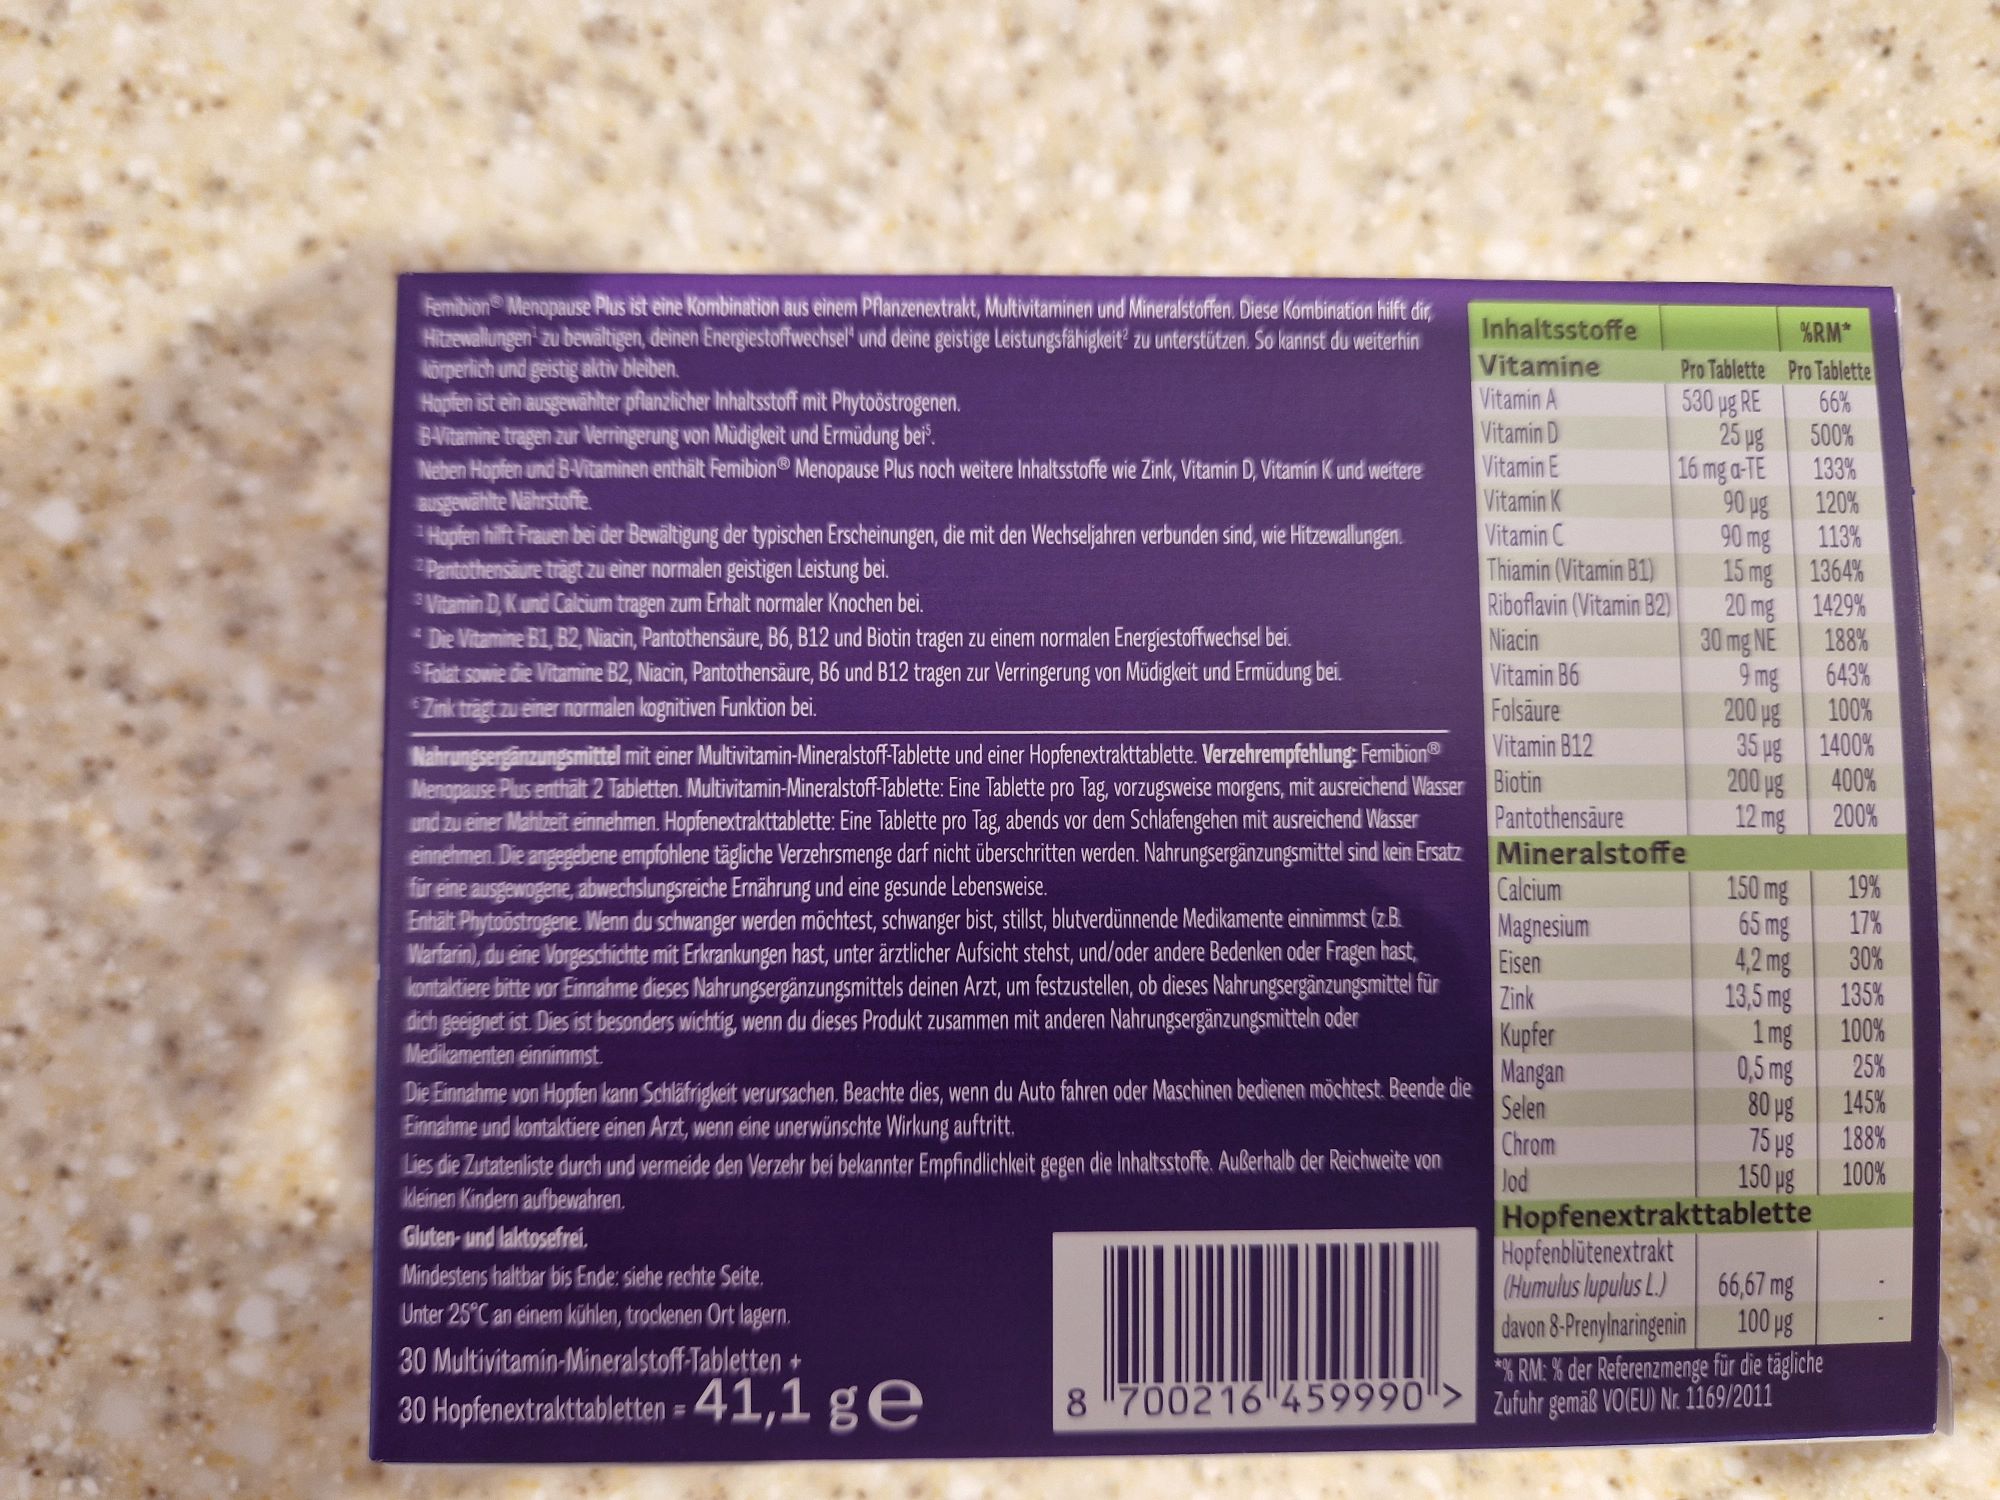 Femibion® Menopause Plus ist eine Kombination aus einem Pflanzenextrakt, Multivitaminen und Mineralstoffen. Diese Kombination hilft dir,
Hitzewallungen¹ zu bewältigen, deinen Energiestoffwechsel⁴ und deine geistige Leistungsfähigkeit² zu unterstützen. So kannst du weiterhin
körperlich und geistig aktiv bleiben.
Hopfen ist ein ausgewählter pflanzlicher Inhaltsstoff mit Phytoöstrogenen.
B-Vitamine tragen zur Verringerung von Müdigkeit und Ermüdung bei⁵.
Neben Hopfen und B-Vitaminen enthält Femibion® Menopause Plus noch weitere Inhaltsstoffe wie Zink, Vitamin D, Vitamin K und weitere
ausgewählte Nährstoffe.
¹ Hopfen hilft Frauen bei der Bewältigung der typischen Erscheinungen, die mit den Wechseljahren verbunden sind, wie Hitzewallungen.
² Pantothensäure trägt zu einer normalen geistigen Leistung bei.
³ Vitamin D, K und Calcium tragen zum Erhalt normaler Knochen bei.
⁴ Die Vitamine B1, B2, Niacin, Pantothensäure, B6, B12 und Biotin tragen zu einem normalen Energiestoffwechsel bei.
⁵ Folat sowie die Vitamine B2, Niacin, Pantothensäure, B6 und B12 tragen zur Verringerung von Müdigkeit und Ermüdung bei.
⁶ Zink trägt zu einer normalen kognitiven Funktion bei.
Nahrungsergänzungsmittel mit einer Multivitamin-Mineralstoff-Tablette und einer Hopfenextrakttablette. Verzehrempfehlung: Femibion®
Menopause Plus enthält 2 Tabletten. Multivitamin-Mineralstoff-Tablette: Eine Tablette pro Tag, vorzugsweise morgens, mit ausreichend Wasser
und zu einer Mahlzeit einnehmen. Hopfenextrakttablette: Eine Tablette pro Tag, abends vor dem Schlafengehen mit ausreichend Wasser
einnehmen. Die angegebene empfohlene tägliche Verzehrsmenge darf nicht überschritten werden. Nahrungsergänzungsmittel sind kein Ersatz
für eine ausgewogene, abwechslungsreiche Ernährung und eine gesunde Lebensweise.
Enhält Phytoöstrogene. Wenn du schwanger werden möchtest, schwanger bist, stillst, blutverdünnende Medikamente einnimmst (z.B.
Warfarin), du eine Vorgeschichte mit Erkrankungen hast, unter ärztlicher Aufsicht stehst, und/oder andere Bedenken oder Fragen hast,
kontaktiere bitte vor Einnahme dieses Nahrungsergänzungsmittels deinen Arzt, um festzustellen, ob dieses Nahrungsergänzungsmittel für
dich geeignet ist. Dies ist besonders wichtig, wenn du dieses Produkt zusammen mit anderen Nahrungsergänzungsmitteln oder
Medikamenten einnimmst.
Die Einnahme von Hopfen kann Schläfrigkeit verursachen. Beachte dies, wenn du Auto fahren oder Maschinen bedienen möchtest. Beende die
Einnahme und kontaktiere einen Arzt, wenn eine unerwünschte Wirkung auftritt.
Lies die Zutatenliste durch und vermeide den Verzehr bei bekannter Empfindlichkeit gegen die Inhaltsstoffe. Außerhalb der Reichweite von
kleinen Kindern aufbewahren.
Gluten- und laktosefrei.
Mindestens haltbar bis Ende: siehe rechte Seite.
Unter 25°C an einem kühlen, trockenen Ort lagern.
30 Multivitamin-Mineralstoff-Tabletten +
30 Hopfenextrakttabletten = 41,1 g e
8 700216 459990 >
Inhaltsstoffe %RM*
Vitamine Pro Tablette Pro Tablette
Vitamin A 530 µg RE 66%
Vitamin D 25 µg 500%
Vitamin E 16 mg α-TE 133%
Vitamin K 90 µg 120%
Vitamin C 90 mg 113%
Thiamin (Vitamin B1) 15 mg 1364%
Riboflavin (Vitamin B2) 20 mg 1429%
Niacin 30 mg NE 188%
Vitamin B6 9 mg 643%
Folsäure 200 µg 100%
Vitamin B12 35 µg 1400%
Biotin 200 µg 400%
Pantothensäure 12 mg 200%
Mineralstoffe
Calcium 150 mg 19%
Magnesium 65 mg 17%
Eisen 4,2 mg 30%
Zink 13,5 mg 135%
Kupfer 1 mg 100%
Mangan 0,5 mg 25%
Selen 80 µg 145%
Chrom 75 µg 188%
Jod 150 µg 100%
Hopfenextrakttablette
Hopfenblütenextrakt
(Humulus lupulus L.) 66,67 mg -
davon 8-Prenylnaringenin 100 µg -
*% RM: % der Referenzmenge für die tägliche
Zufuhr gemäß VO(EU) Nr. 1169/2011